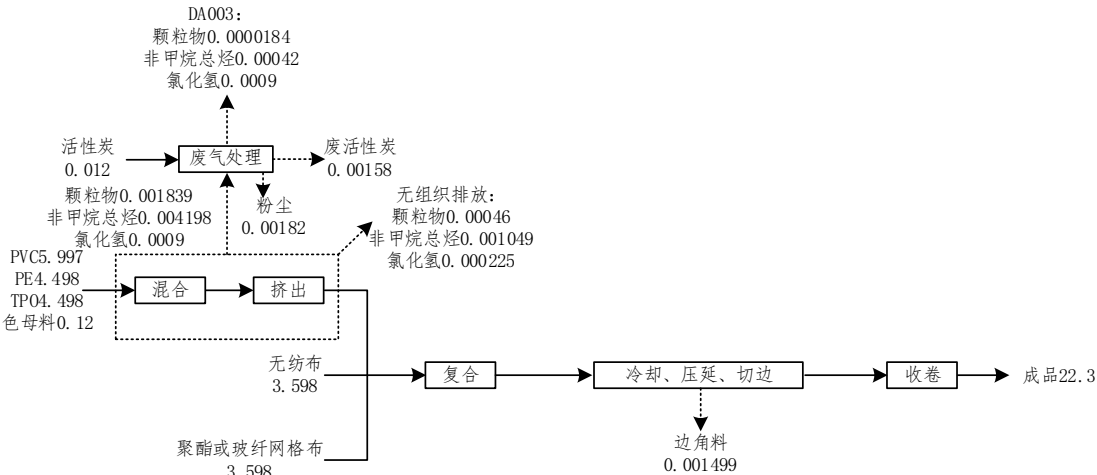 DA003：
颗粒物0.0000184
非甲烷总烃0.00042
氯化氢0.0009
活性炭
0.012
废气处理
废活性炭
0.00158
粉尘
0.00182
颗粒物0.001839
非甲烷总烃0.004198
氯化氢0.0009
无组织排放：
颗粒物0.00046
非甲烷总烃0.001049
氯化氢0.000225
PVC5.997
PE4.498
TPO4.498
色母料0.12
混合
挤出
无纺布
3.598
复合
冷却、压延、切边
收卷
成品22.3
聚酯或玻纤网格布
3.598
边角料
0.001499